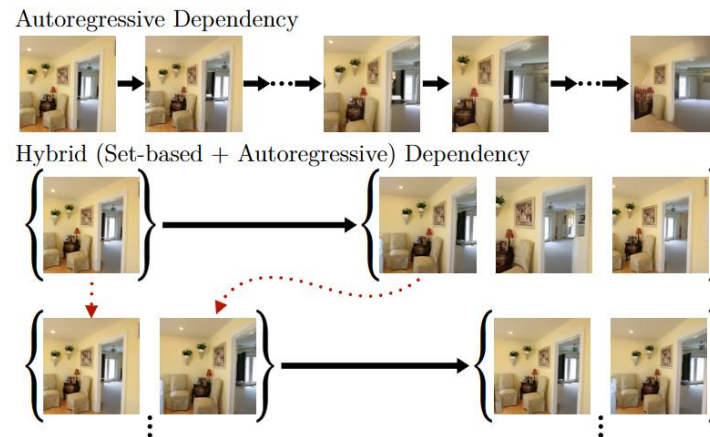 Autoregressive Dependency
Hybrid (Set-based + Autoregressive) Dependency